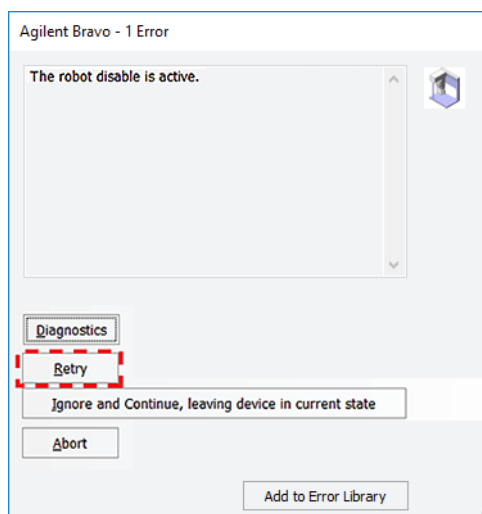 Agilent Bravo - 1 Error
The robot disable is active.
Diagnostics
Retry
Ignore and Continue, leaving device in current state
Abort
Add to Error Library